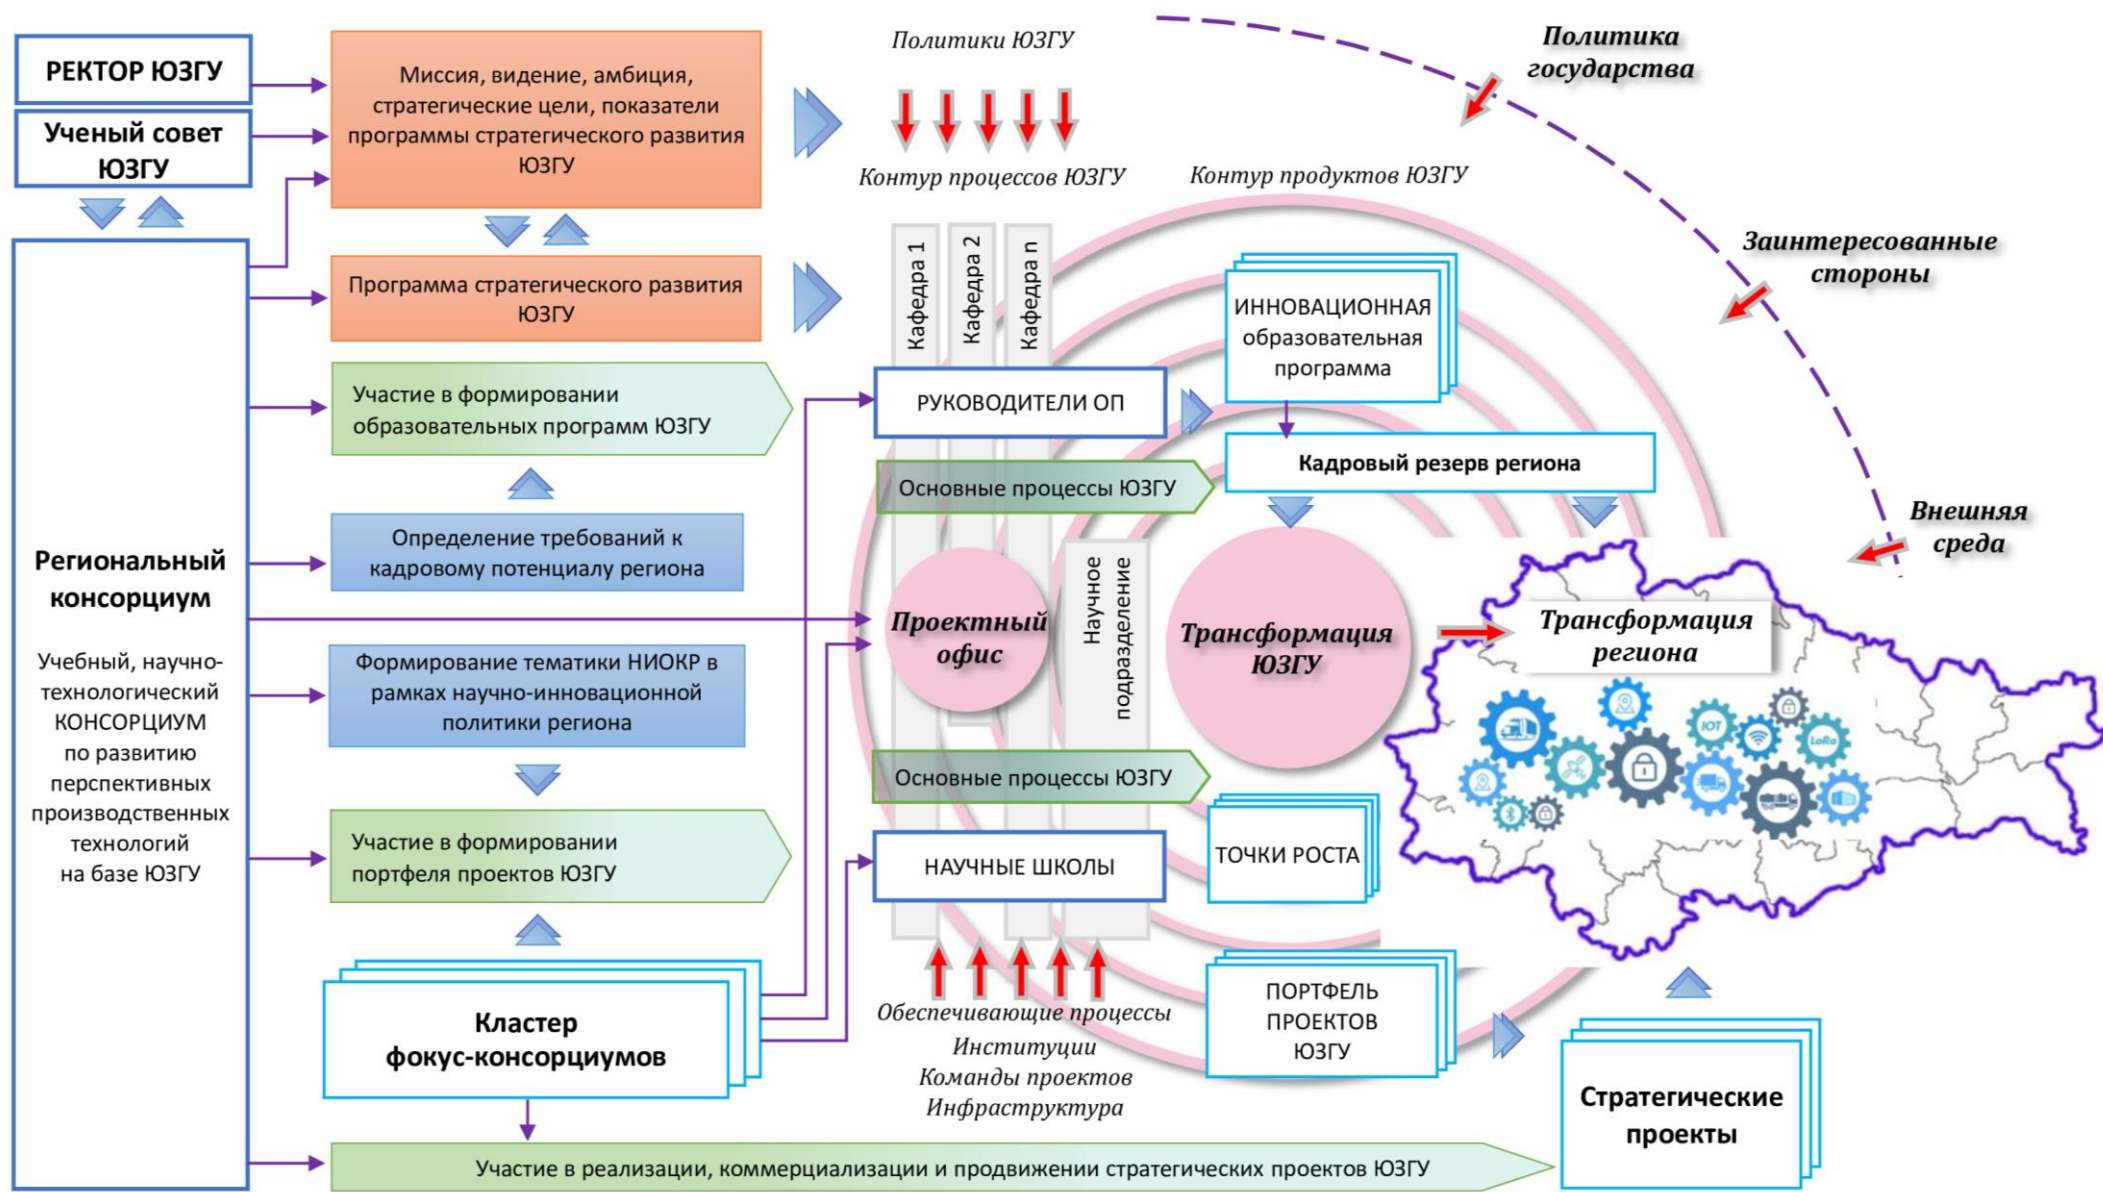 РЕКТОР ЮЗГУ
Ученый совет
ЮЗГУ
Региональный
консорциум
Учебный, научно-
технологический
КОНСОРЦИУМ
по развитию
перспективных
производственных
технологий
на базе ЮЗГУ
Миссия, видение, амбиция,
стратегические цели, показатели
программы стратегического развития
ЮЗГУ
Программа стратегического развития
ЮЗГУ
Участие в формировании
образовательных программ ЮЗГУ
Определение требований к
кадровому потенциалу региона
Формирование тематики НИОКР в
рамках научно-инновационной
политики региона
Участие в формировании
портфеля проектов ЮЗГУ
Кластер
фокус-консорциумов
Участие в реализации, коммерциализации и продвижении стратегических проектов ЮЗГУ
Политики ЮЗГУ
Контур процессов ЮЗГУ
Кафедра 1
Кафедра 2
Кафедра n
РУКОВОДИТЕЛИ ОП
Основные процессы ЮЗГУ
Проектный
офис
Научное
подразделение
Основные процессы ЮЗГУ
НАУЧНЫЕ ШКОЛЫ
Обеспечивающие процессы
Институции
Команды проектов
Инфраструктура
Контур продуктов ЮЗГУ
ИННОВАЦИОННАЯ
образовательная
программа
Кадровый резерв региона
Трансформация
ЮЗГУ
ТОЧКИ РОСТА
ПОРТФЕЛЬ
ПРОЕКТОВ
ЮЗГУ
Политика
государства
Заинтересованные
стороны
Внешняя
среда
Трансформация
региона
IOT
LoRa
Стратегические
проекты